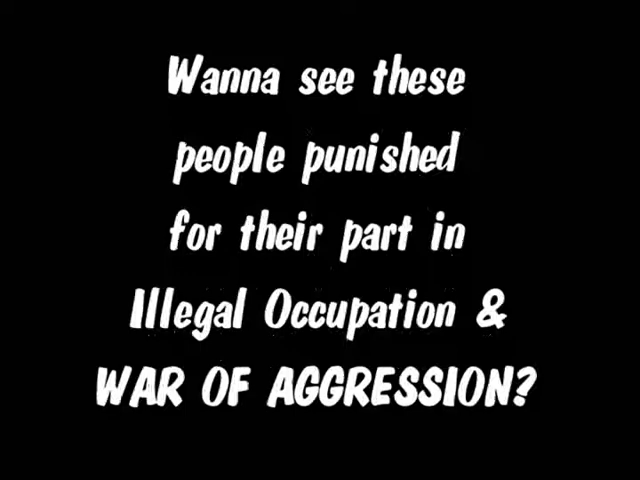 Wanna see these
people punished
for their part in
Illegal Occupation &
WAR OF AGGRESSION?